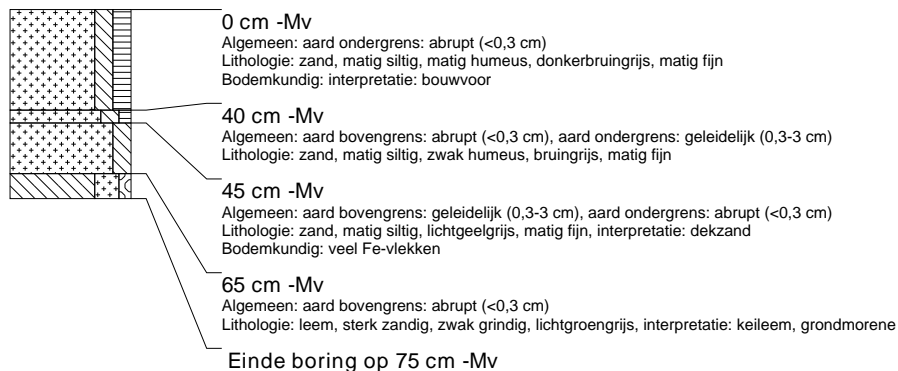 0 cm -Mv
Algemeen: aard ondergrens: abrupt (<0,3 cm)
Lithologie: zand, matig siltig, matig humeus, donkerbruingrijs, matig fijn
Bodemkundig: interpretatie: bouwvoor
40 cm -Mv
Algemeen: aard bovengrens: abrupt (<0,3 cm), aard ondergrens: geleidelijk (0,3-3 cm)
Lithologie: zand, matig siltig, zwak humeus, bruingrijs, matig fijn
45 cm -Mv
Algemeen: aard bovengrens: geleidelijk (0,3-3 cm), aard ondergrens: abrupt (<0,3 cm)
Lithologie: zand, matig siltig, lichtgeelgrijs, matig fijn, interpretatie: dekzand
Bodemkundig: veel Fe-vlekken
65 cm -Mv
Algemeen: aard bovengrens: abrupt (<0,3 cm)
Lithologie: leem, sterk zandig, zwak grindig, lichtgroengrijs, interpretatie: keileem, grondmorene
Einde boring op 75 cm -Mv